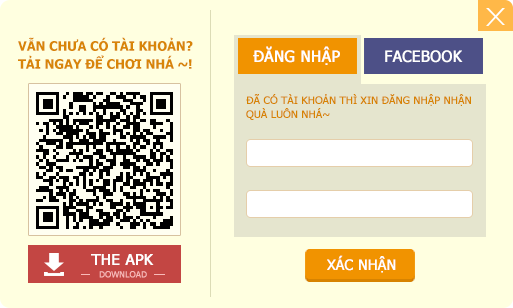 VẪN CHƯA CÓ TÀI KHOẢN?
TẢI NGAY ĐỂ CHƠI NHÁ ~!
THE APK
DOWNLOAD
ĐĂNG NHẬP
FACEBOOK
ĐÃ CÓ TÀI KHOẢN THÌ XIN ĐĂNG NHẬP NHẬN
QUÀ LUÔN NHÁ~
XÁC NHẬN